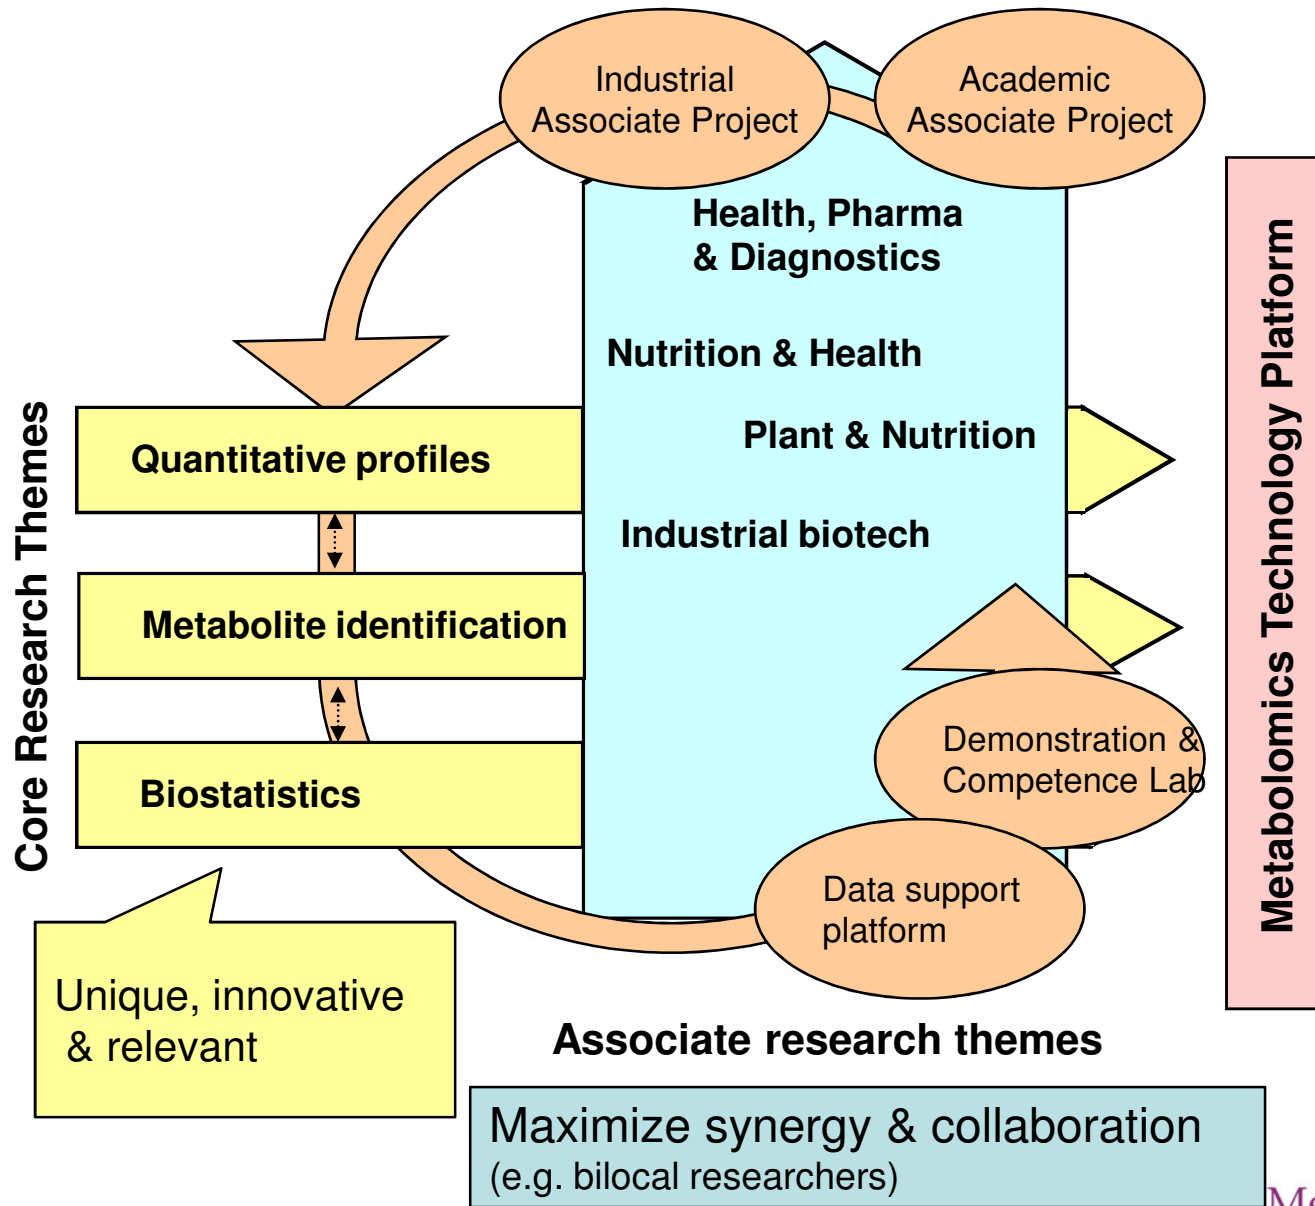 Industrial
Associate Project
Academic
Associate Project
Health, Pharma
& Diagnostics
Nutrition & Health
Plant & Nutrition
Industrial biotech
Core Research Themes
Quantitative profiles
Metabolite identification
Biostatistics
Metabolomics Technology Platform
Demonstration &
Competence Lab
Data support
platform
Unique, innovative
& relevant
Associate research themes
Maximize synergy & collaboration
(e.g. bilocal researchers)